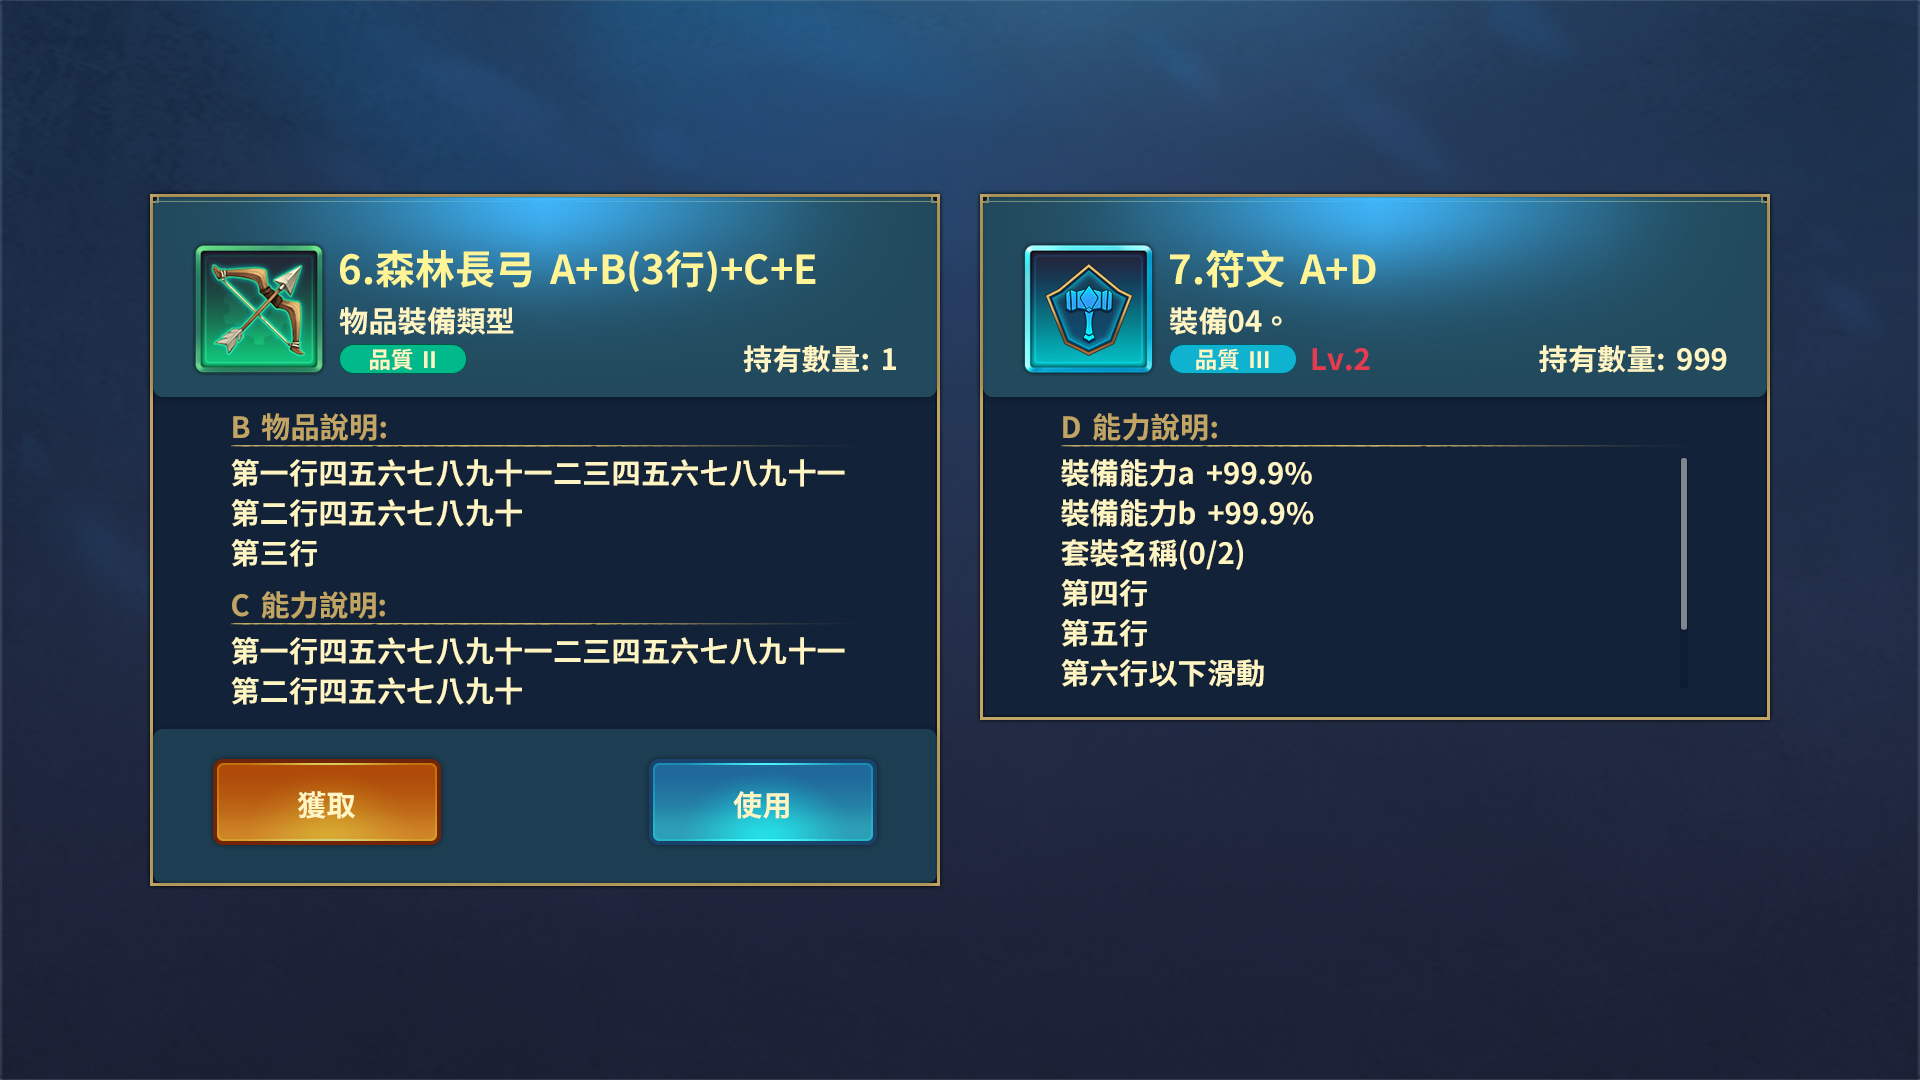 6.森林長弓 A+B(3行)+C+E
物品裝備類型
品質 II
持有數量: 1
B 物品說明:
第一行四五六七八九十一二三四五六七八九十一
第二行四五六七八九十
第三行
C 能力說明:
第一行四五六七八九十一二三四五六七八九十一
第二行四五六七八九十
獲取
使用
7.符文 A+D
裝備04。
品質 III
Lv.2
持有數量: 999
D 能力說明:
裝備能力a +99.9%
裝備能力b +99.9%
套裝名稱(0/2)
第四行
第五行
第六行以下滑動